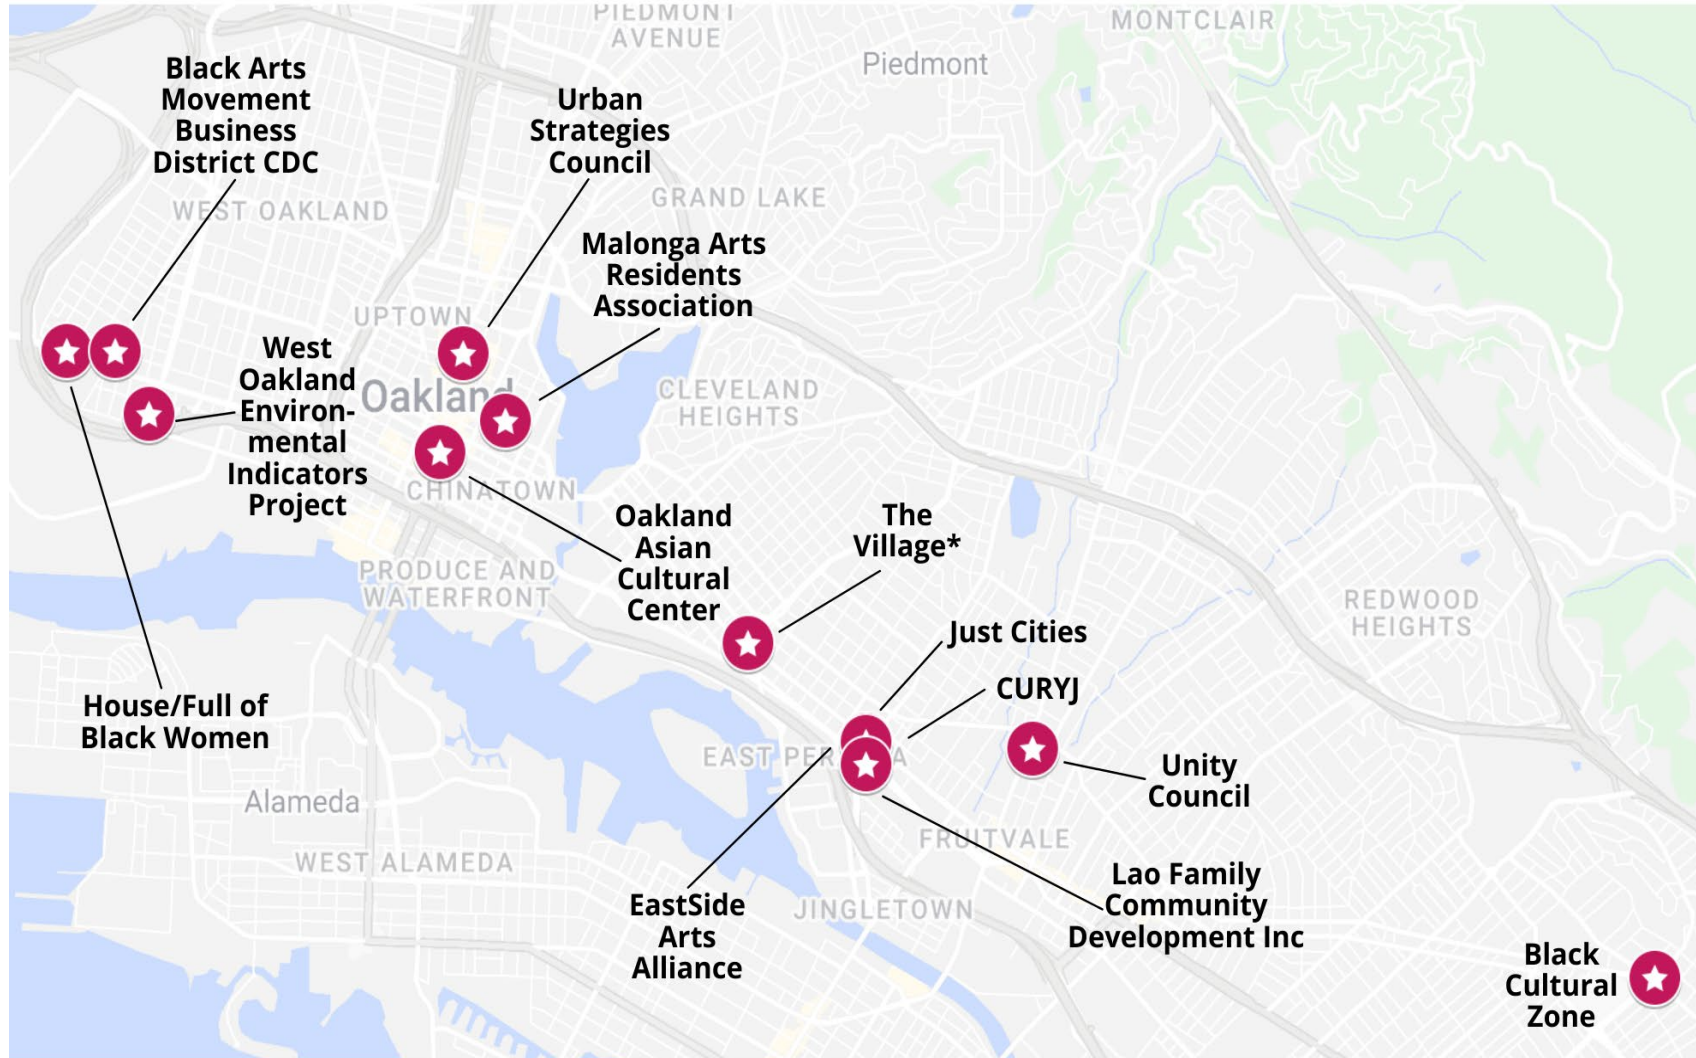 PIEDMONT
AVENUE
MONTCLAIR
Piedmont
Black Arts
Movement
Business
District CDC
Urban
Strategies
Council
WEST OAKLAND
GRAND LAKE
Malonga Arts
Residents
Association
UPTOWN
West
Oakland
Environ-
mental
Indicators
Project
Oakland
CLEVELAND
HEIGHTS
CHINATOWN
Oakland
Asian
Cultural
Center
The
Village*
PRODUCE AND
WATERFRONT
REDWOOD
HEIGHTS
Just Cities
CURYJ
House/Full of
Black Women
EAST PERALTA
Unity
Council
Alameda
FRUITVALE
WEST ALAMEDA
Lao Family
Community
Development Inc
EastSide
Arts
Alliance
JINGLETOWN
Black
Cultural
Zone